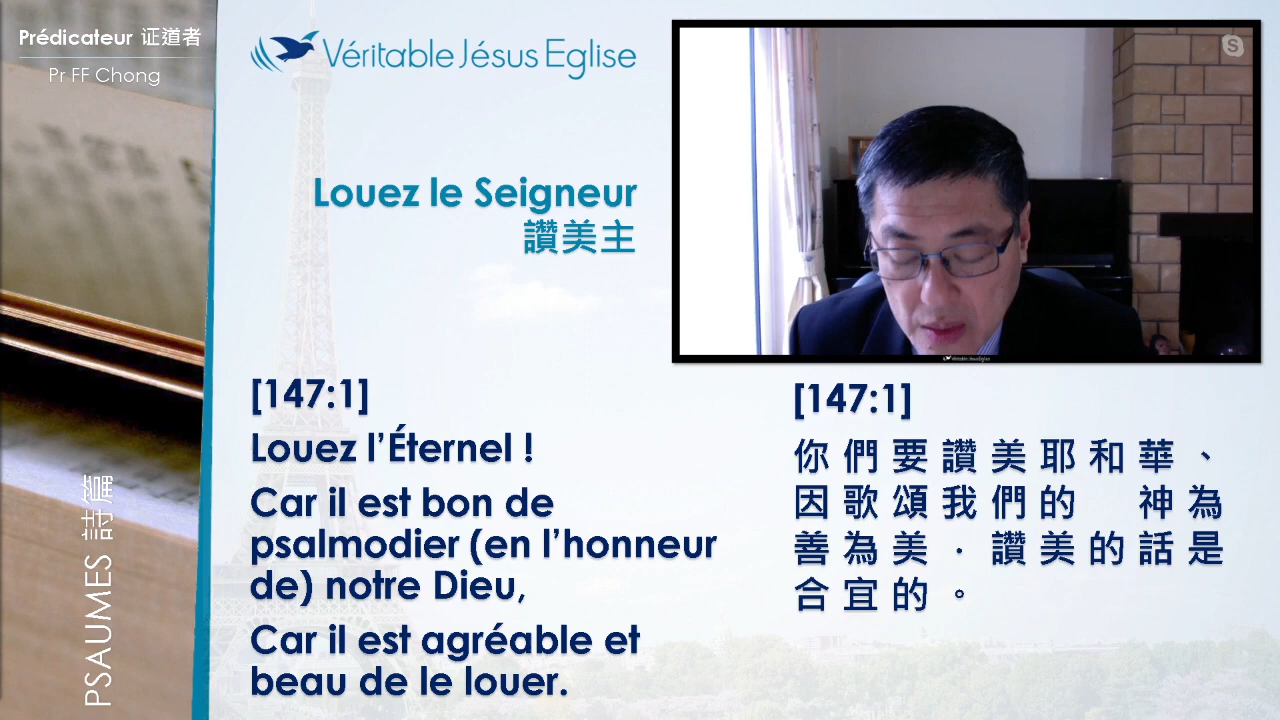 Prédicateur 证道者
Pr FF Chong
Véritable Jésus Eglise
Louez le Seigneur
讚美主
[147:1]
Louez l’Éternel !
Car il est bon de
psalmodier (en l’honneur
de) notre Dieu,
Car il est agréable et
beau de le louer.
[147:1]
你們要讚美耶和華、
因歌頌我們的　神為
善為美．讚美的話是
合宜的。
PSAUMES 詩篇
Véritable Jésus Eglise